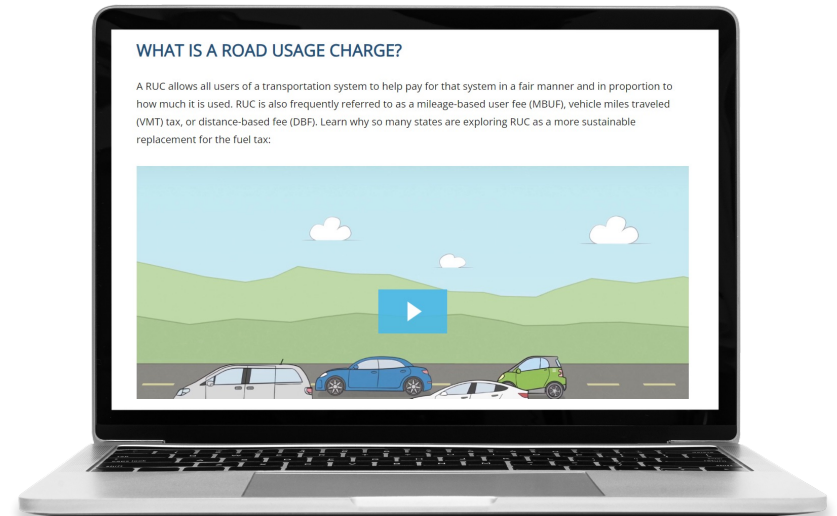 WHAT IS A ROAD USAGE CHARGE?
A RUC allows all users of a transportation system to help pay for that system in a fair manner and in proportion to
how much it is used. RUC is also frequently referred to as a mileage-based user fee (MBUF), vehicle miles traveled
(VMT) tax, or distance-based fee (DBF). Learn why so many states are exploring RUC as a more sustainable
replacement for the fuel tax: